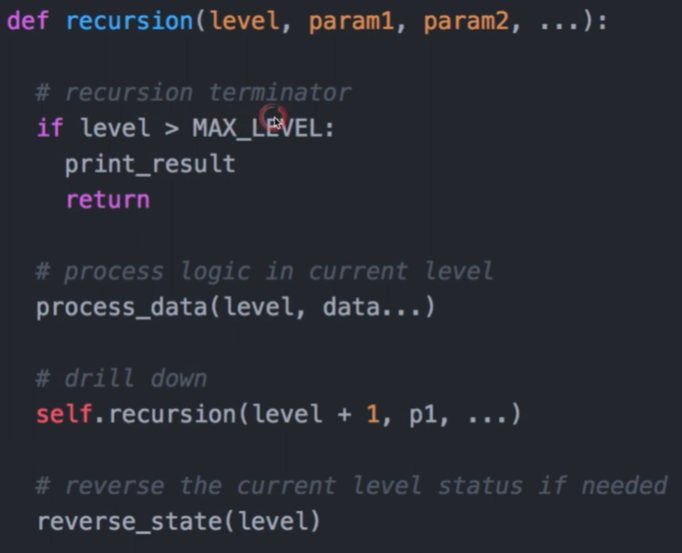 def recursion(level, param1, param2, ...):
# recursion terminator
if level > MAX_LEVEL:
print_result
return
# process logic in current level
process_data(level, data...)
# drill down
self.recursion(level + 1, p1, ...)
# reverse the current level status if needed
reverse_state(level)